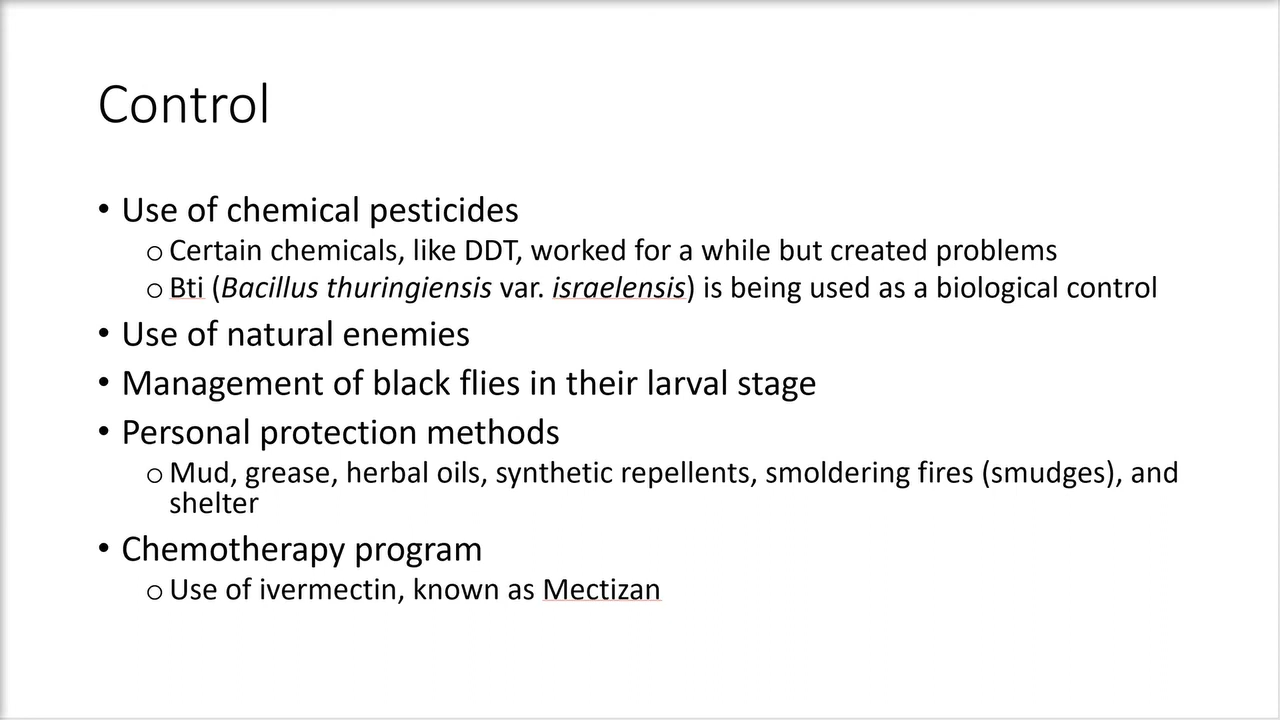 Control
• Use of chemical pesticides
o Certain chemicals, like DDT, worked for a while but created problems
o Bti (Bacillus thuringiensis var. israelensis) is being used as a biological control
• Use of natural enemies
• Management of black flies in their larval stage
• Personal protection methods
o Mud, grease, herbal oils, synthetic repellents, smoldering fires (smudges), and
shelter
• Chemotherapy program
o Use of ivermectin, known as Mectizan